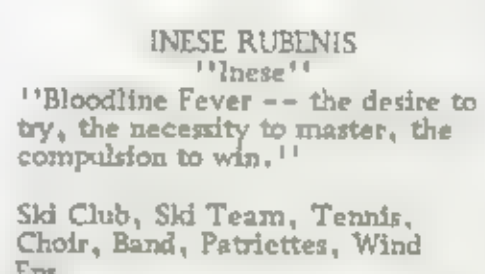 INESE RUBENIS
''Inese''
''Bloodline Fever -- the desire to
try, the necessity to master, the
compulsion to win.''
Ski Club, Ski Team, Tennis,
Choir, Band, Patriettes, Wind
Ens.